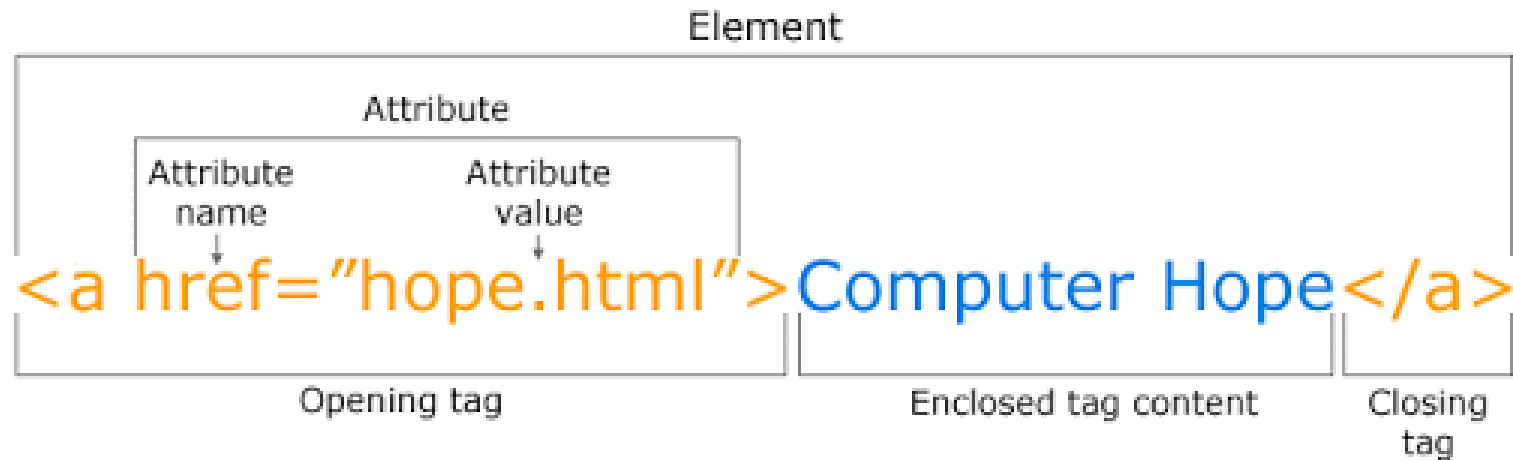 Element
Attribute
Attribute name
Attribute value
<a href=”hope.html”>Computer Hope</a>
Opening tag
Enclosed tag content
Closing tag